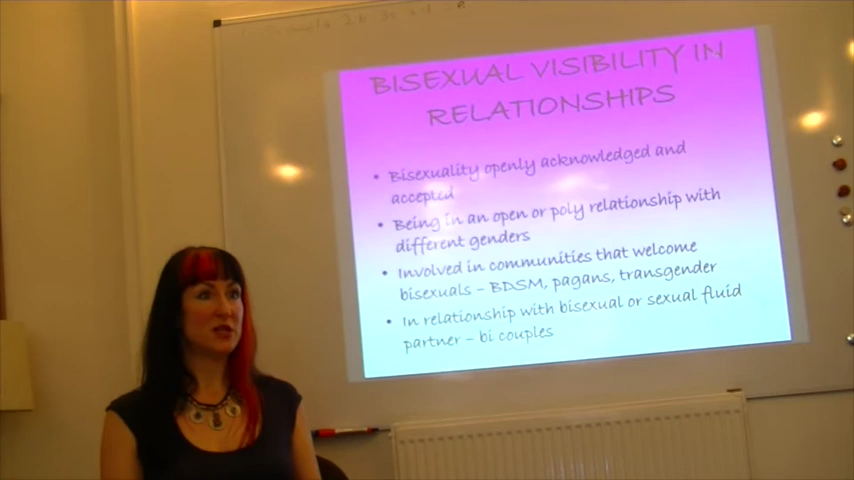 BISEXUAL VISIBILITY IN
RELATIONSHIPS
• Bisexuality openly acknowledged and
accepted
• Being in an open or poly relationship with
different genders
• Involved in communities that welcome
bisexuals – BDSM, pagans, transgender
• In relationship with bisexual or sexual fluid
partner – bi couples